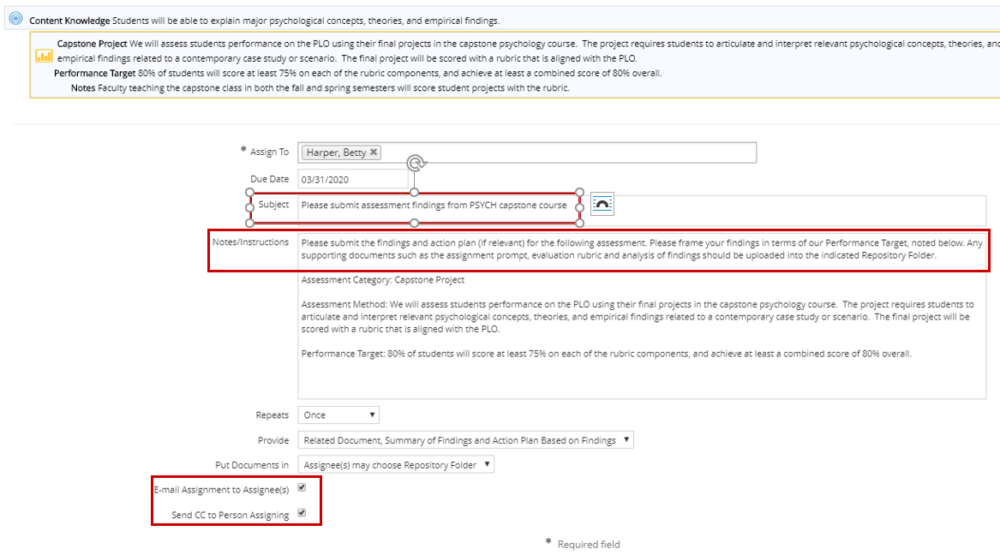 Content Knowledge Students will be able to explain major psychological concepts, theories, and empirical findings.
Capstone Project We will assess students performance on the PLO using their final projects in the capstone psychology course. The project requires students to articulate and interpret relevant psychological concepts, theories, and
empirical findings related to a contemporary case study or scenario. The final project will be scored with a rubric that is aligned with the PLO.
Performance Target 80% of students will score at least 75% on each of the rubric components, and achieve at least a combined score of 80% overall.
Notes Faculty teaching the capstone class in both the fall and spring semesters will score student projects with the rubric.
* Assign To Harper, Betty ✖
Due Date 03/31/2020
Subject Please submit assessment findings from PSYCH capstone course
Notes/Instructions Please submit the findings and action plan (if relevant) for the following assessment. Please frame your findings in terms of our Performance Target, noted below. Any
supporting documents such as the assignment prompt, evaluation rubric and analysis of findings should be uploaded into the indicated Repository Folder.
Assessment Category: Capstone Project
Assessment Method: We will assess students performance on the PLO using their final projects in the capstone psychology course. The project requires students to
articulate and interpret relevant psychological concepts, theories, and empirical findings related to a contemporary case study or scenario. The final project will be
scored with a rubric that is aligned with the PLO.
Performance Target: 80% of students will score at least 75% on each of the rubric components, and achieve at least a combined score of 80% overall.
Repeats Once
Provide Related Document, Summary of Findings and Action Plan Based on Findings
Put Documents in Assignee(s) may choose Repository Folder
E-mail Assignment to Assignee(s)
Send CC to Person Assigning
* Required field